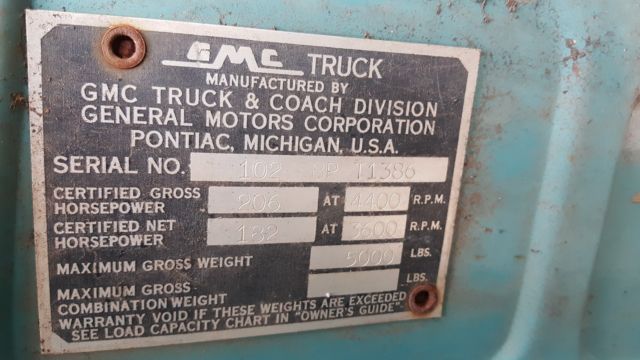 GMC TRUCK
MANUFACTURED BY
GMC TRUCK & COACH DIVISION
GENERAL MOTORS CORPORATION
PONTIAC, MICHIGAN, U.S.A.
SERIAL NO. 102 T1386
CERTIFIED GROSS HORSEPOWER 206 AT 4400 R.P.M.
CERTIFIED NET HORSEPOWER 182 AT 3600 R.P.M.
MAXIMUM GROSS WEIGHT 5000 LBS.
MAXIMUM GROSS COMBINATION WEIGHT LBS.
WARRANTY VOID IF THESE WEIGHTS ARE EXCEEDED
SEE LOAD CAPACITY CHART IN "OWNER'S GUIDE".